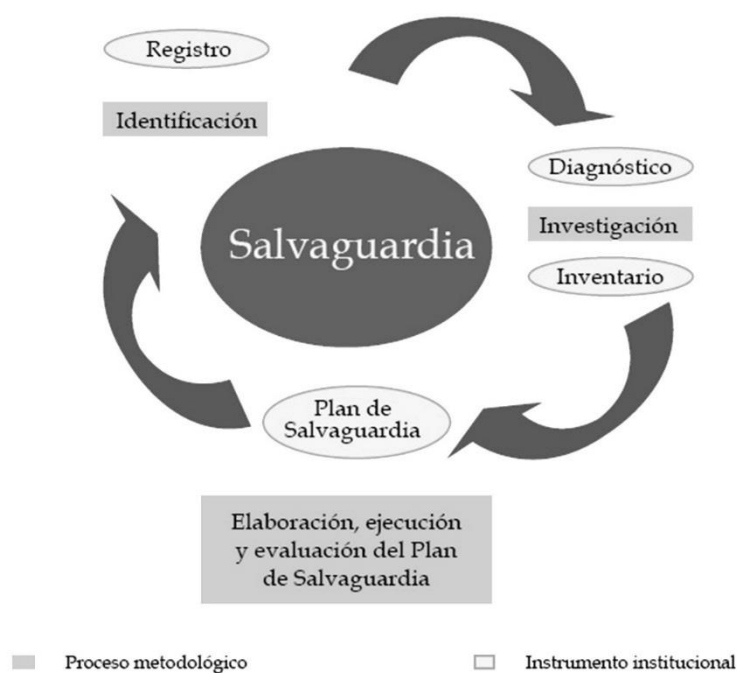 Registro
Identificación
Diagnóstico
Investigación
Inventario
Salvaguardia
Plan de
Salvaguardia
Elaboración, ejecución
y evaluación del Plan
de Salvaguardia
Proceso metodológico
Instrumento institucional